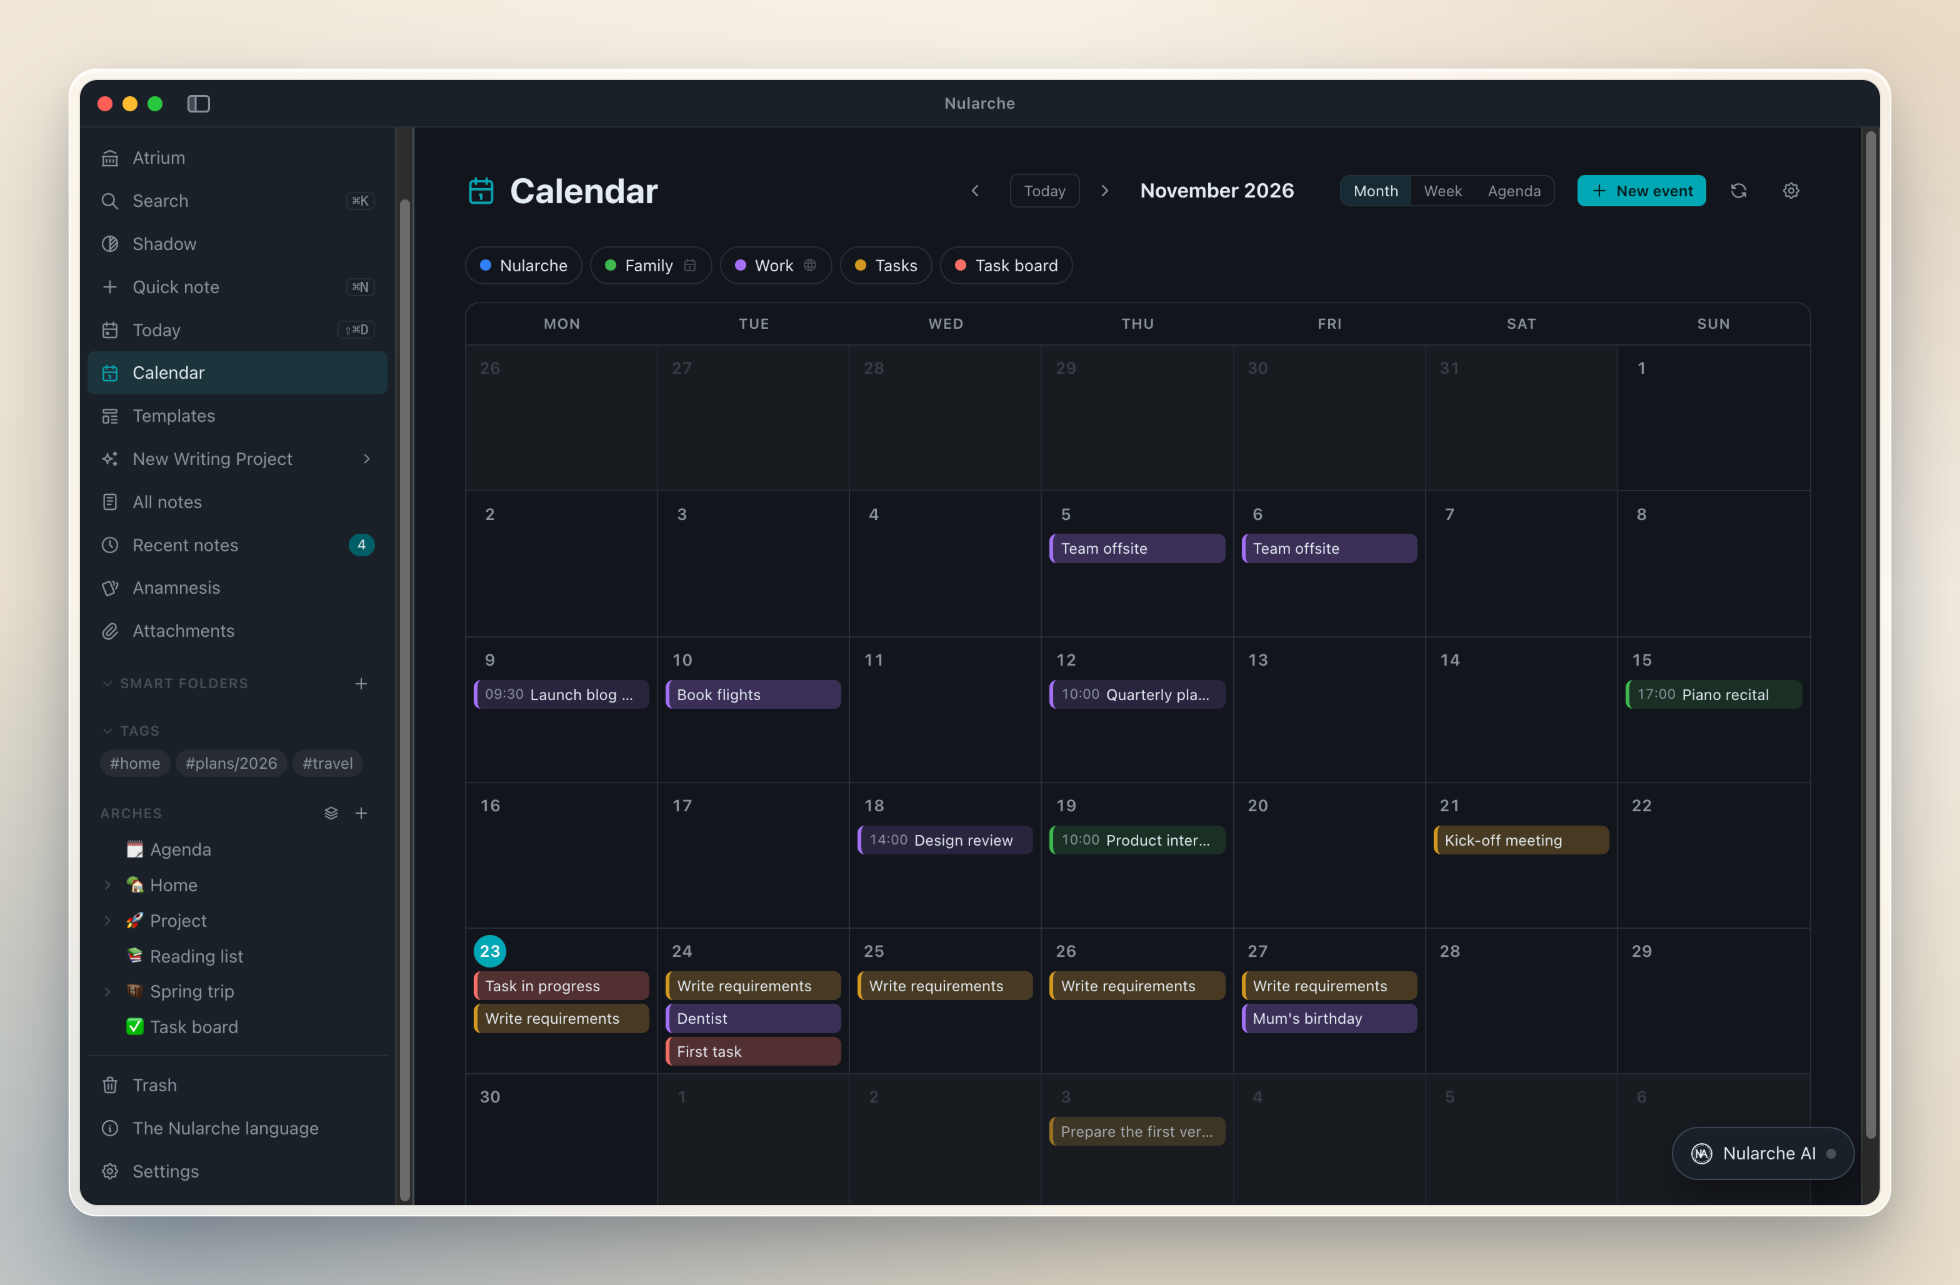 Nularche
Atrium
Search ⌘K
Shadow
Quick note ⌘N
Today ⇧⌘D
Calendar
Templates
New Writing Project
All notes
Recent notes 4
Anamnesis
Attachments
SMART FOLDERS
TAGS
#home #plans/2026 #travel
ARCHES
Agenda
Home
Project
Reading list
Spring trip
Task board
Trash
The Nularche language
Settings
Calendar
Today November 2026 Month Week Agenda + New event
Nularche Family Work Tasks Task board
MON TUE WED THU FRI SAT SUN
26 27 28 29 30 31 1
2 3 4 5 6 7 8
Team offsite Team offsite
9 10 11 12 13 14 15
09:30 Launch blog ... Book flights 10:00 Quarterly pla... 17:00 Piano recital
16 17 18 19 20 21 22
14:00 Design review 10:00 Product inter... Kick-off meeting
23 24 25 26 27 28 29
Task in progress Write requirements Write requirements Write requirements Write requirements
Write requirements Dentist Mum's birthday
First task
30 1 2 3 4 5 6
Prepare the first ver...
NA Nularche AI